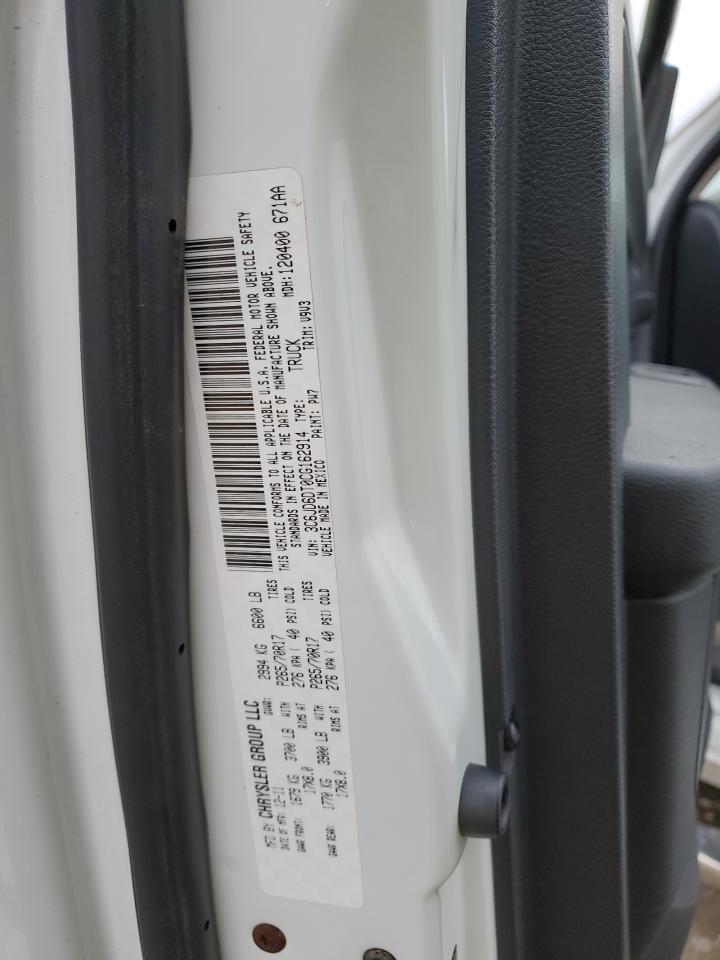 MFD BY CHRYSLER GROUP LLC
DATE OF MFR: 12-11 GVWR: 2994 KG 6600 LB
GAWR FRONT: 1679 KG 3700 LB WITH P265/70R17 TIRES
17X8.0 RIMS AT 276 KPA ( 40 PSI) COLD
GAWR REAR: 1770 KG 3900 LB WITH P265/70R17 TIRES
17X8.0 RIMS AT 276 KPA ( 40 PSI) COLD
THIS VEHICLE CONFORMS TO ALL APPLICABLE U.S.A. FEDERAL MOTOR VEHICLE SAFETY
STANDARDS IN EFFECT ON THE DATE OF MANUFACTURE SHOWN ABOVE.
VIN: 3C6JD6DT0CG162914 TYPE: TRUCK MDH: 120400 671AA
VEHICLE MADE IN MEXICO PAINT: PW7 TRIM: V9V3